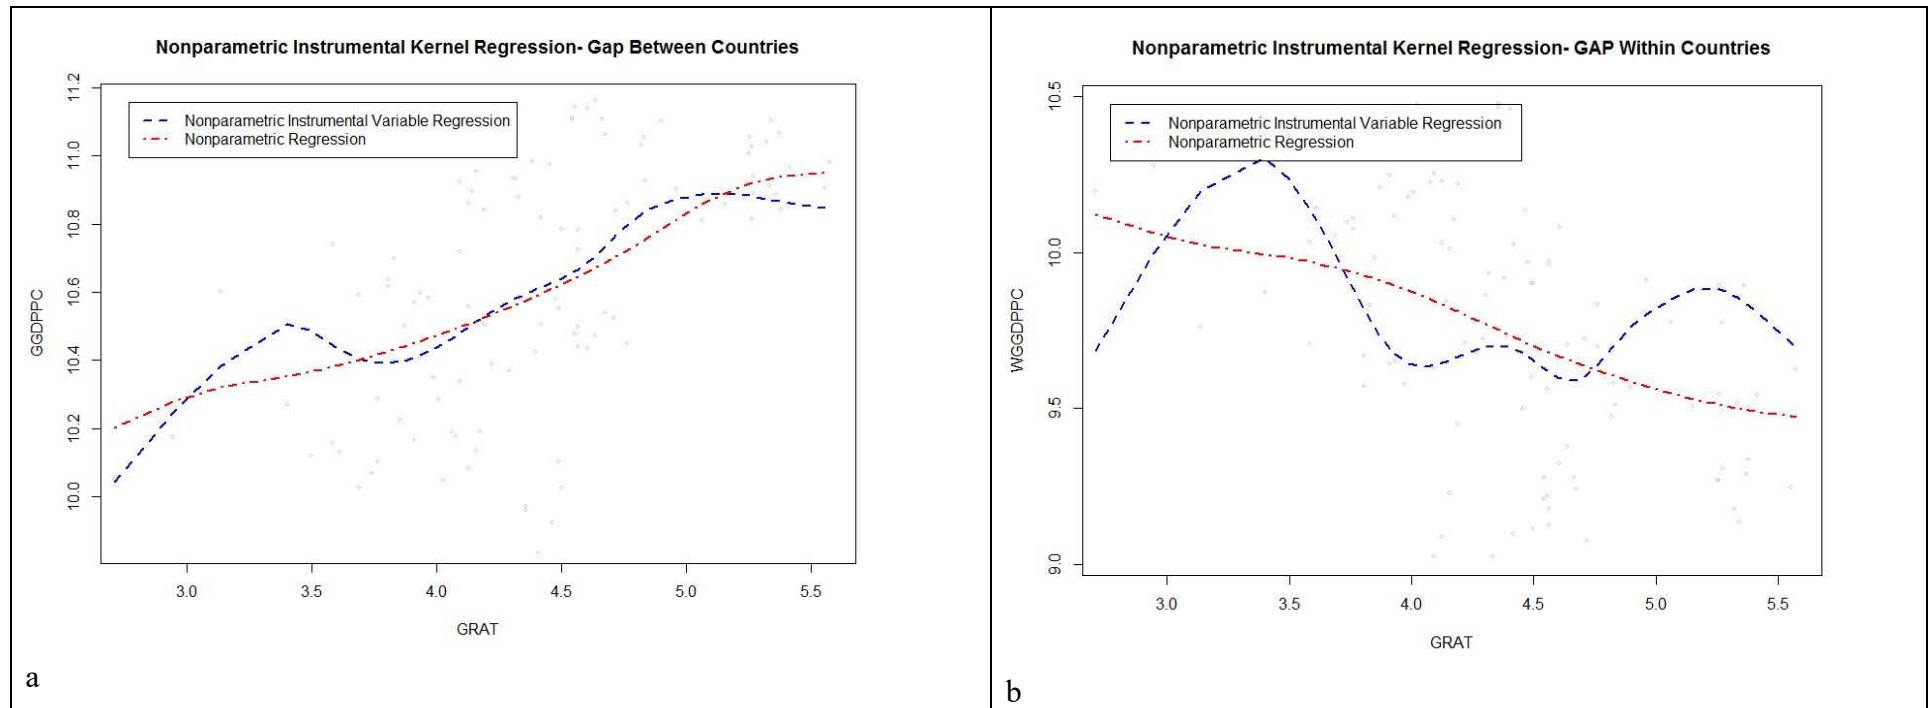 Nonparametric Instrumental Kernel Regression- Gap Between Countries
11.2
11.0
10.8
10.6
10.4
10.2
10.0
GGDPPC
Nonparametric Instrumental Variable Regression
Nonparametric Regression
3.0 3.5 4.0 4.5 5.0 5.5
GRAT
a
Nonparametric Instrumental Kernel Regression- GAP Within Countries
10.5
10.0
9.5
9.0
WGGDPPC
Nonparametric Instrumental Variable Regression
Nonparametric Regression
3.0 3.5 4.0 4.5 5.0 5.5
GRAT
b